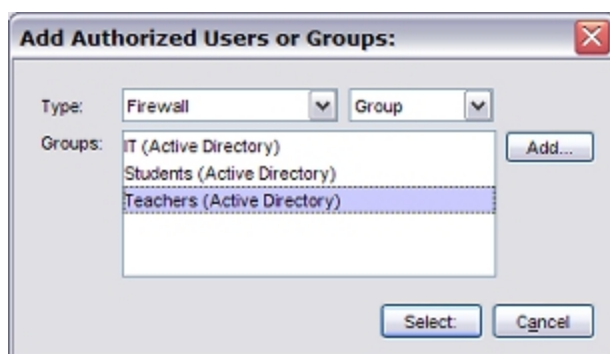 Add Authorized Users or Groups:
Type: Firewall Group
Groups: IT (Active Directory) Add...
Students (Active Directory)
Teachers (Active Directory)
Select: Cancel